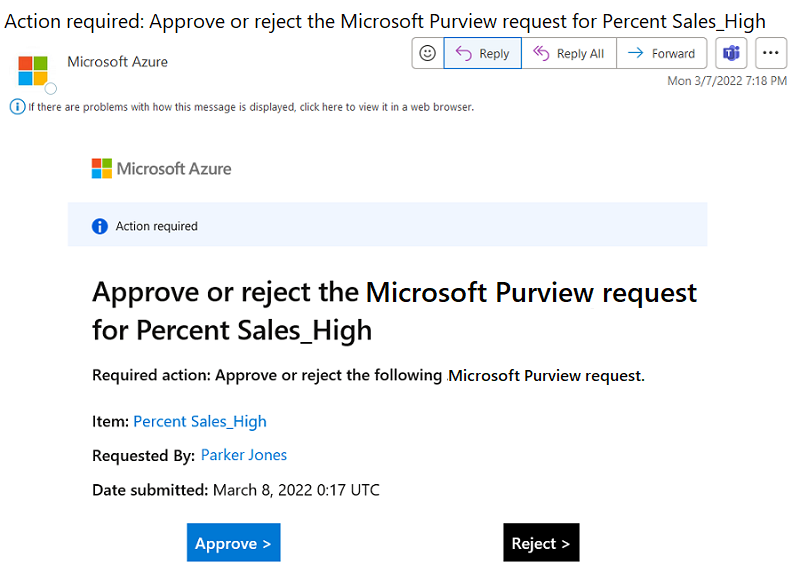 Action required: Approve or reject the Microsoft Purview request for Percent Sales_High
Microsoft Azure
Reply
Reply All
Forward
Mon 3/7/2022 7:18 PM
If there are problems with how this message is displayed, click here to view it in a web browser.
Microsoft Azure
Action required
Approve or reject the Microsoft Purview request
for Percent Sales_High
Required action: Approve or reject the following Microsoft Purview request.
Item: Percent Sales_High
Requested By: Parker Jones
Date submitted: March 8, 2022 0:17 UTC
Approve >
Reject >